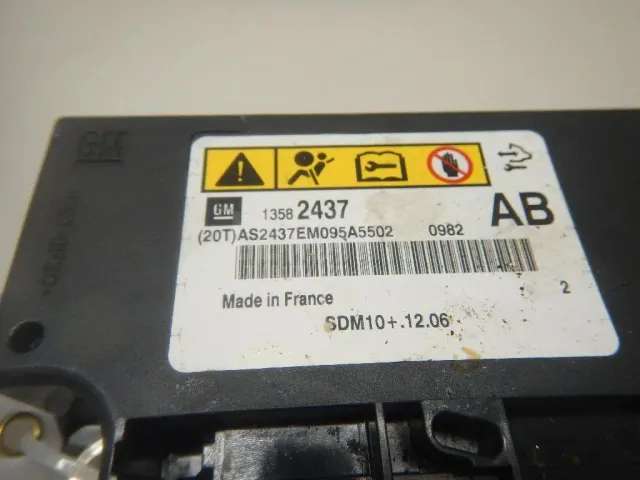 GM
GM 1358 2437 AB
(20T)AS2437EM095A5502 0982
Made in France 2
SDM10+.12.06